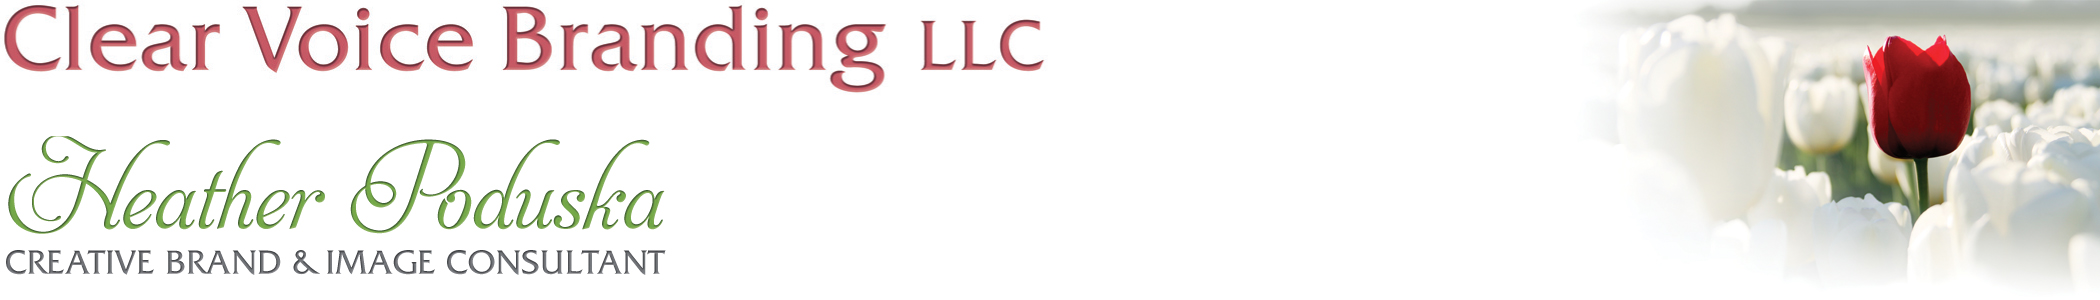 Clear Voice Branding LLC
Heather Poduska
CREATIVE BRAND & IMAGE CONSULTANT